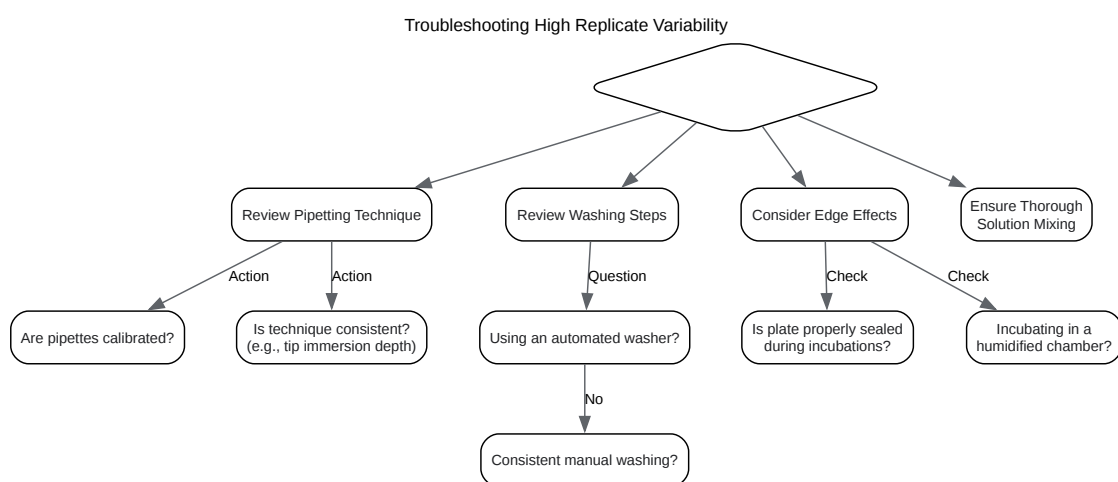 Troubleshooting High Replicate Variability
Review Pipetting Technique
Review Washing Steps
Consider Edge Effects
Ensure Thorough
Solution Mixing
Action
Action
Question
Check
Check
Are pipettes calibrated?
Is technique consistent?
(e.g., tip immersion depth)
Using an automated washer?
Is plate properly sealed
during incubations?
Incubating in a
humidified chamber?
No
Consistent manual washing?